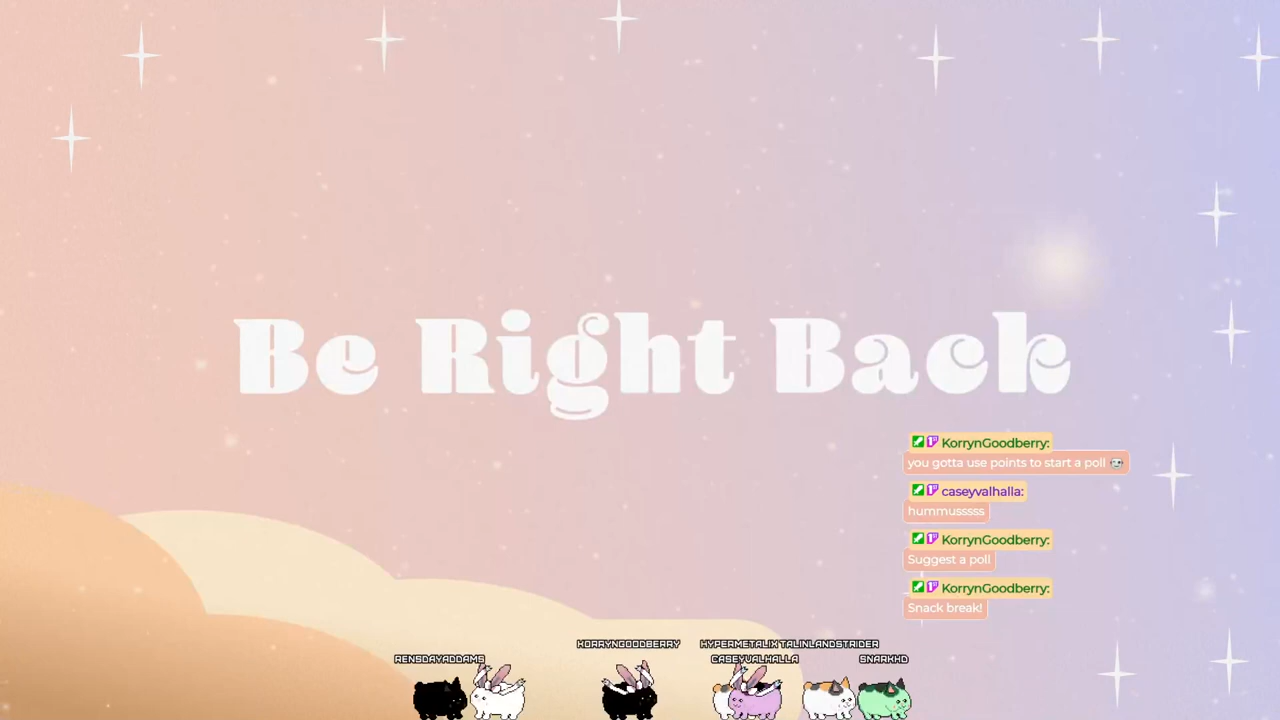 Be Right Back
KorrynGoodberry:
you gotta use points to start a poll
caseyvalhalla:
hummusssss
KorrynGoodberry:
Suggest a poll
KorrynGoodberry:
Snack break!
KORRYNGOODBERRY
HYPERMETALIX TALINLANDSTRIDER
RENSDAYADDAMS
CASEYVALHALLA
SNARKHD